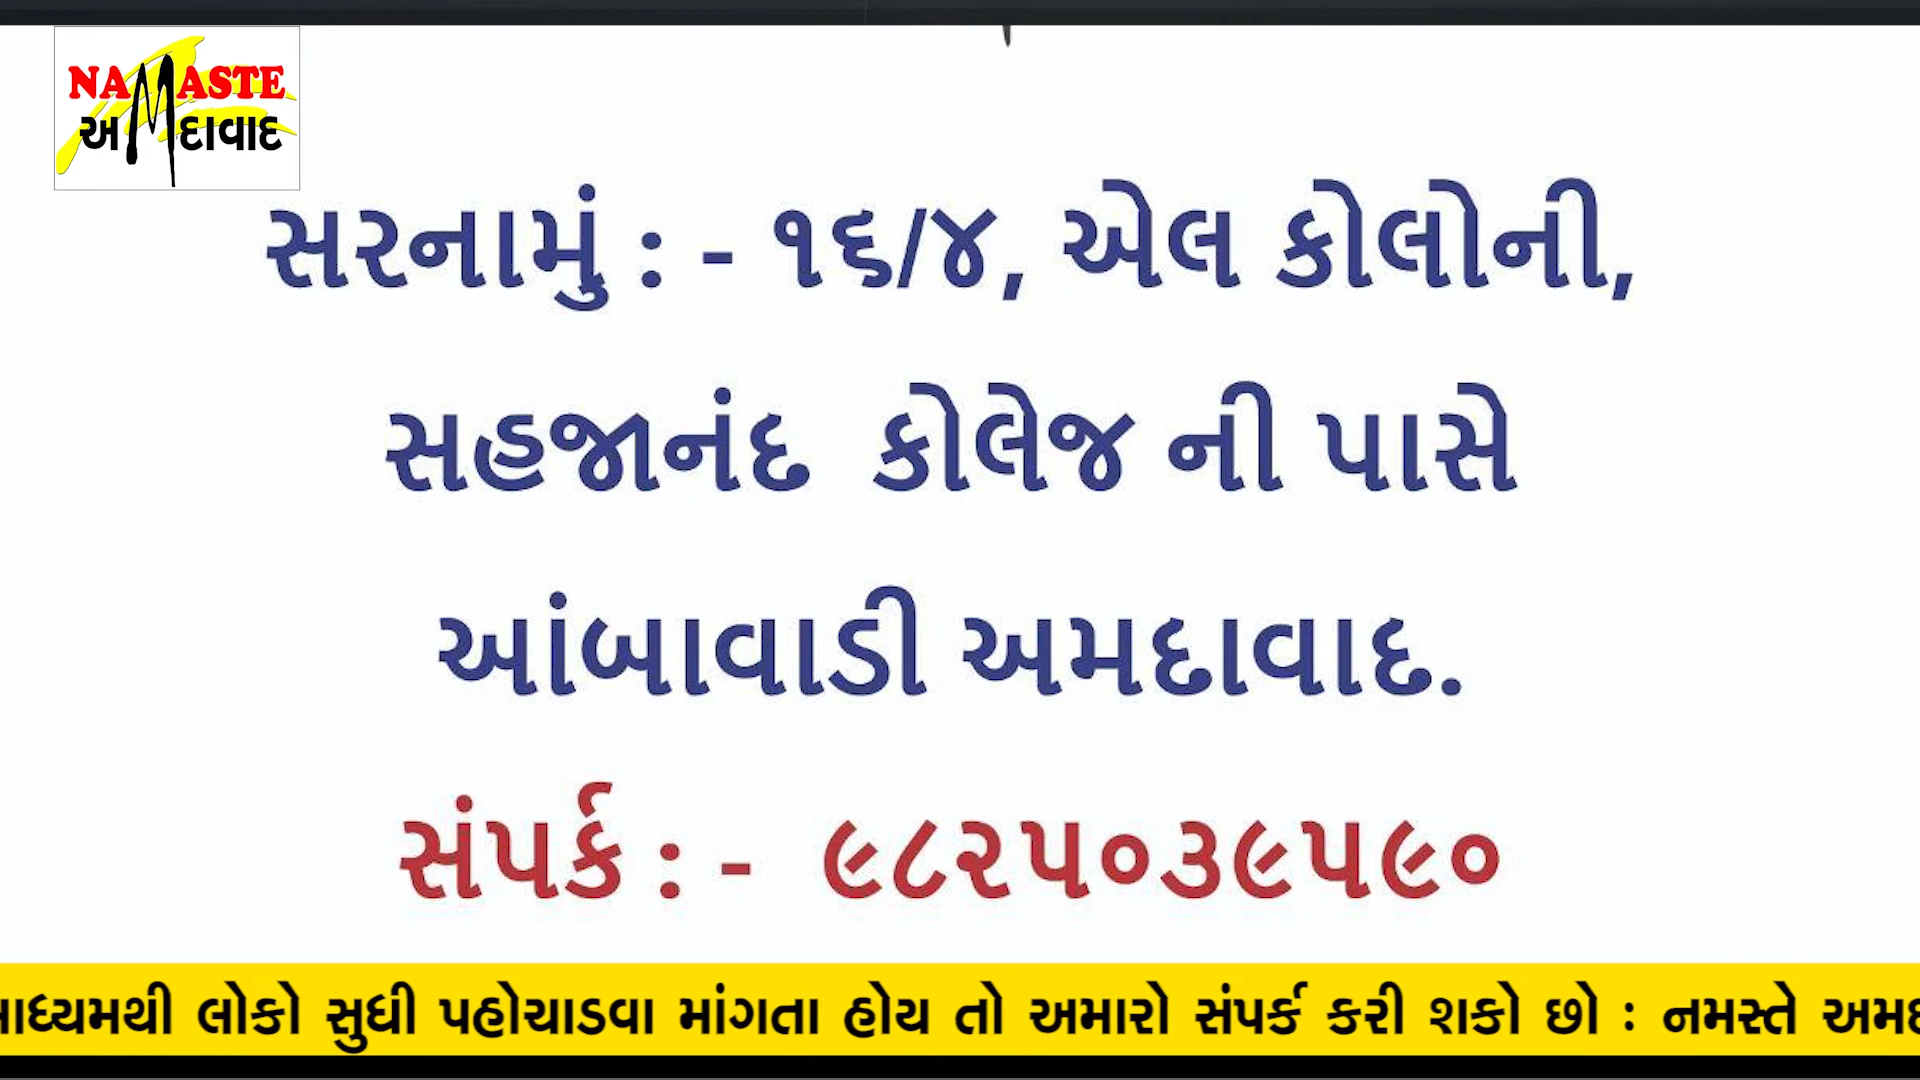 NAMASTE
અમદાવાદ
સરનામું : - ૧૬/૪, એલ કોલોની,
સહજાનંદ કોલેજ ની પાસે
આંબાવાડી અમદાવાદ.
સંપર્ક : - ૯૮૨૫૦૩૯૫૯૦
માધ્યમથી લોકો સુધી પહોચાડવા માંગતા હોય તો અમારો સંપર્ક કરી શકો છો : નમસ્તે